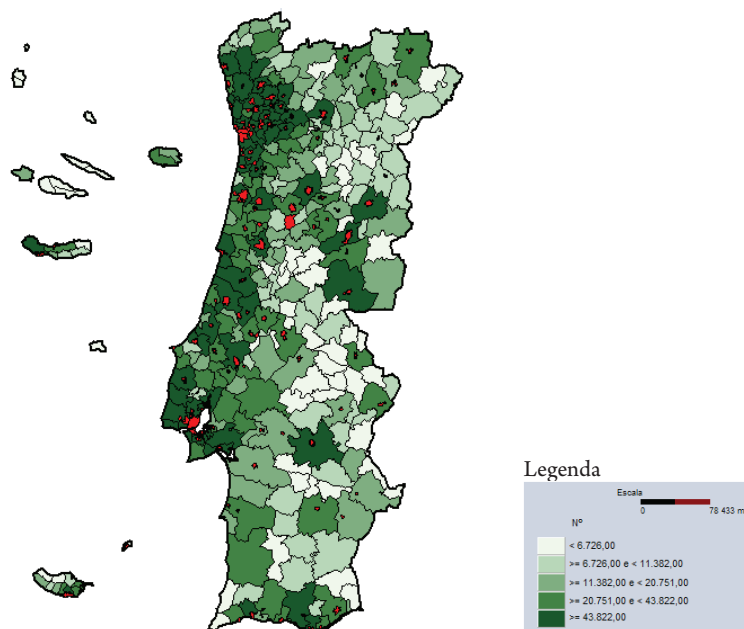 Legenda
Escala
0 78 433 m
Nº
< 6.726,00
>= 6.726,00 e < 11.382,00
>= 11.382,00 e < 20.751,00
>= 20.751,00 e < 43.822,00
>= 43.822,00